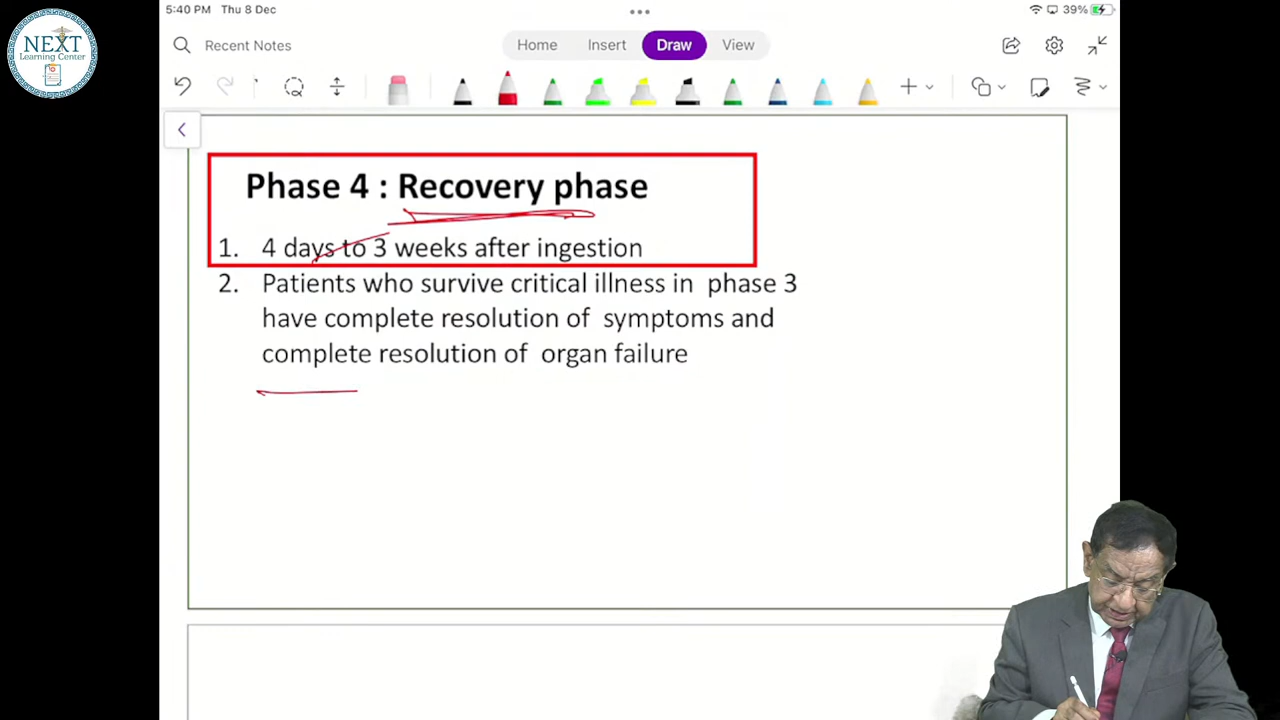 5:40 PM Thu 8 Dec
39%
NEXT
Learning Center
Recent Notes
Home Insert Draw View
Phase 4 : Recovery phase
1. 4 days to 3 weeks after ingestion
2. Patients who survive critical illness in phase 3
have complete resolution of symptoms and
complete resolution of organ failure